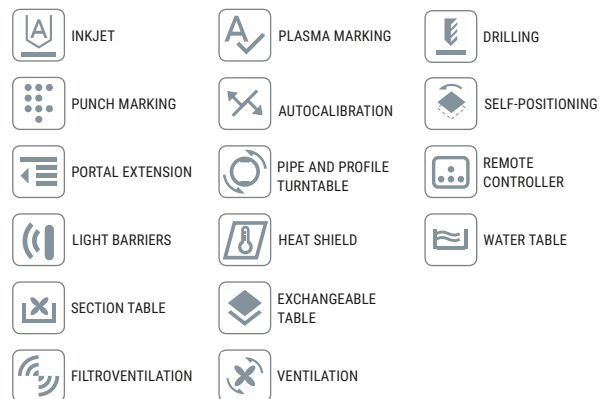 INKJET
PLASMA MARKING
DRILLING
PUNCH MARKING
AUTOCALIBRATION
SELF-POSITIONING
PORTAL EXTENSION
PIPE AND PROFILE
TURNTABLE
REMOTE
CONTROLLER
LIGHT BARRIERS
HEAT SHIELD
WATER TABLE
SECTION TABLE
EXCHANGEABLE
TABLE
FILTROVENTILATION
VENTILATION